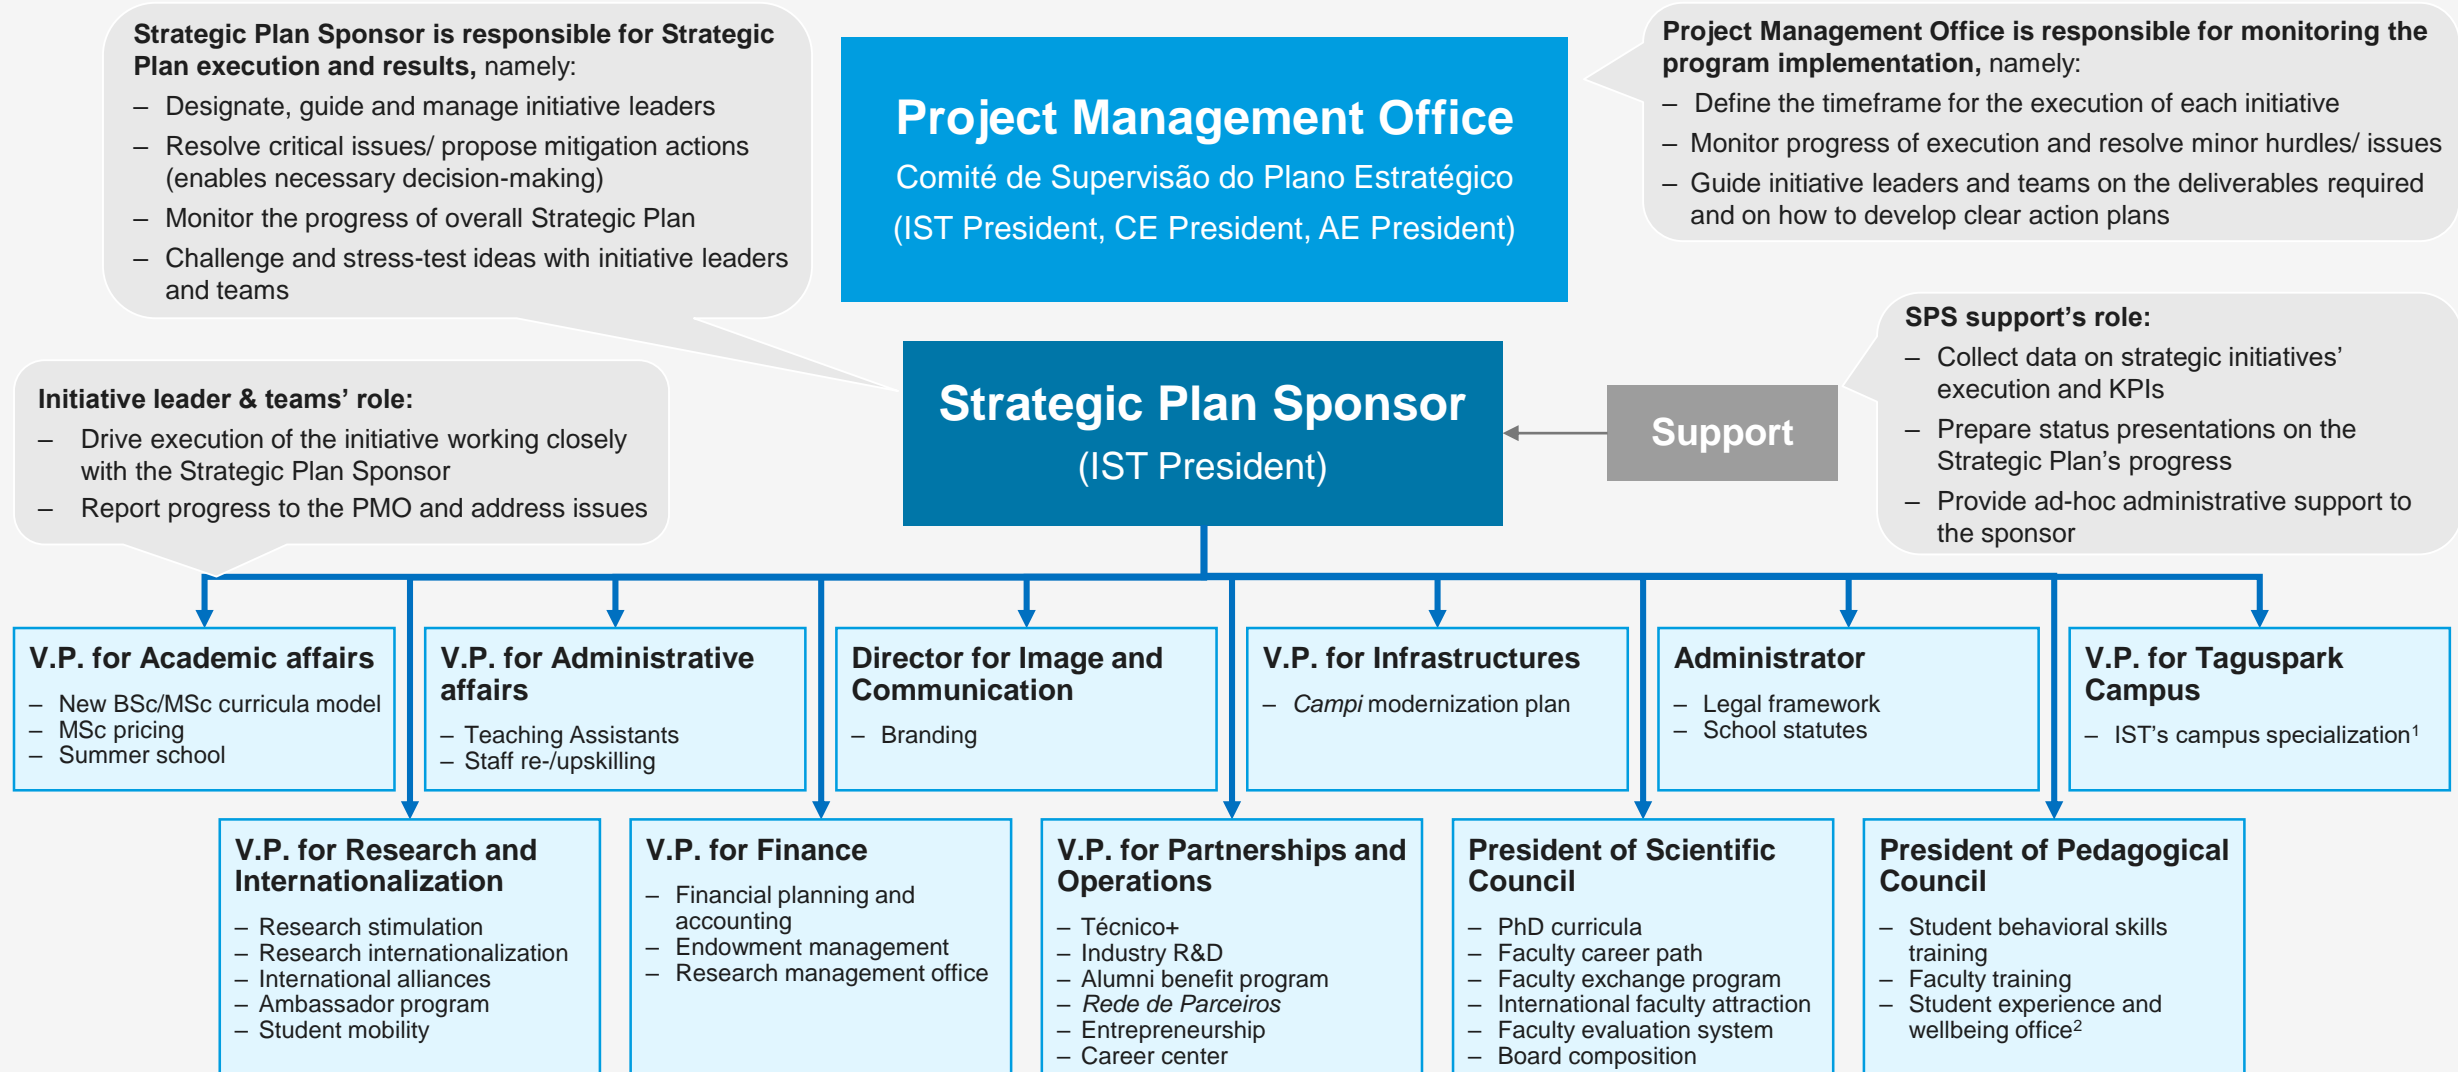 Strategic Plan Sponsor is responsible for Strategic
Plan execution and results, namely:
– Designate, guide and manage initiative leaders
– Resolve critical issues/ propose mitigation actions
(enables necessary decision-making)
– Monitor the progress of overall Strategic Plan
– Challenge and stress-test ideas with initiative leaders
and teams
Project Management Office
Comité de Supervisão do Plano Estratégico
(IST President, CE President, AE President)
Project Management Office is responsible for monitoring the
program implementation, namely:
– Define the timeframe for the execution of each initiative
– Monitor progress of execution and resolve minor hurdles/ issues
– Guide initiative leaders and teams on the deliverables required
and on how to develop clear action plans
Initiative leader & teams’ role:
– Drive execution of the initiative working closely
with the Strategic Plan Sponsor
– Report progress to the PMO and address issues
Strategic Plan Sponsor
(IST President)
Support
SPS support’s role:
– Collect data on strategic initiatives’
execution and KPIs
– Prepare status presentations on the
Strategic Plan’s progress
– Provide ad-hoc administrative support to
the sponsor
V.P. for Academic affairs
– New BSc/MSc curricula model
– MSc pricing
– Summer school
V.P. for Administrative
affairs
– Teaching Assistants
– Staff re-/upskilling
Director for Image and
Communication
– Branding
V.P. for Infrastructures
– Campi modernization plan
Administrator
– Legal framework
– School statutes
V.P. for Taguspark
Campus
– IST’s campus specialization¹
V.P. for Research and
Internationalization
– Research stimulation
– Research internationalization
– International alliances
– Ambassador program
– Student mobility
V.P. for Finance
– Financial planning and
accounting
– Endowment management
– Research management office
V.P. for Partnerships and
Operations
– Técnico+
– Industry R&D
– Alumni benefit program
– Rede de Parceiros
– Entrepreneurship
– Career center
President of Scientific
Council
– PhD curricula
– Faculty career path
– Faculty exchange program
– International faculty attraction
– Faculty evaluation system
– Board composition
President of Pedagogical
Council
– Student behavioral skills
training
– Faculty training
– Student experience and
wellbeing office²